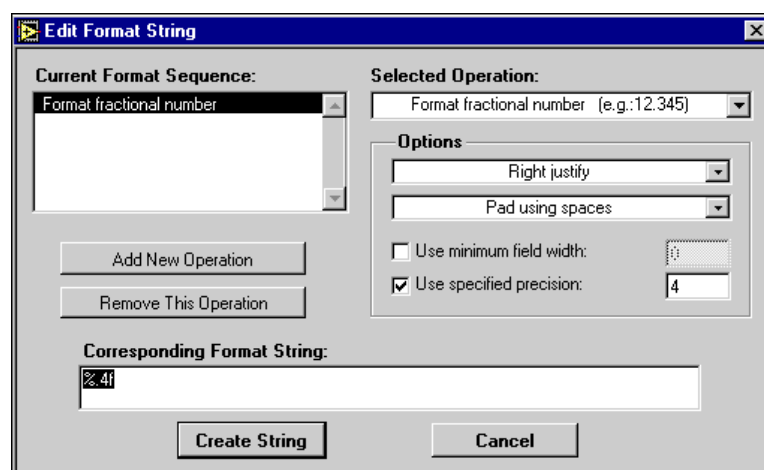 Edit Format String
Current Format Sequence:
Format fractional number
Selected Operation:
Format fractional number (e.g.:12.345)
Options
Right justify
Pad using spaces
Use minimum field width: 0
Use specified precision: 4
Add New Operation
Remove This Operation
Corresponding Format String:
%.4f
Create String
Cancel